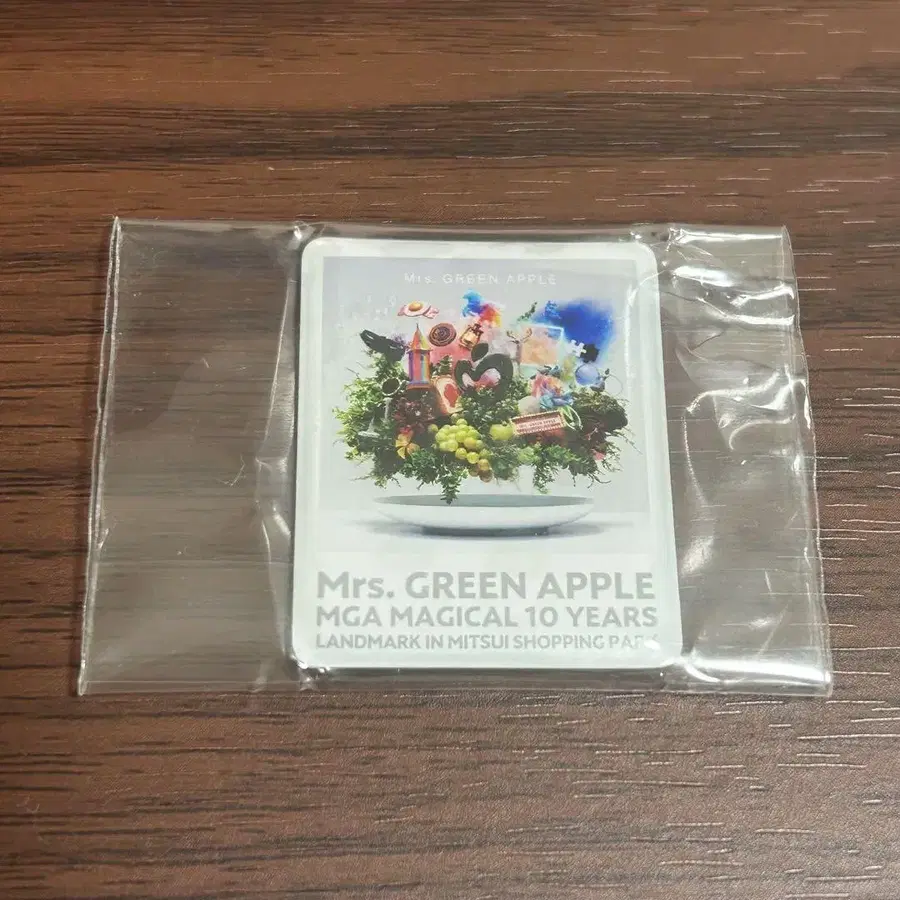 Mrs. GREEN APPLE
Mrs. GREEN APPLE
MGA MAGICAL 10 YEARS
LANDMARK IN MITSUI SHOPPING PARK